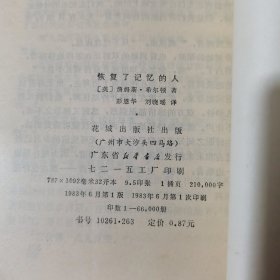 恢复了记忆的人
〔英〕詹姆斯·希尔顿 著
彭恩华 刘晓瑶 译
花城出版社出版
（广州市大沙头四马路）
广东省新华书店发行
七二一五工厂印刷
787×1092毫米32开本 9.5印张 1插页 210,000字
1983年6月第1版 1983年6月第1次印刷
印数1—66,000册
书号 10261·263 定价 0.87元